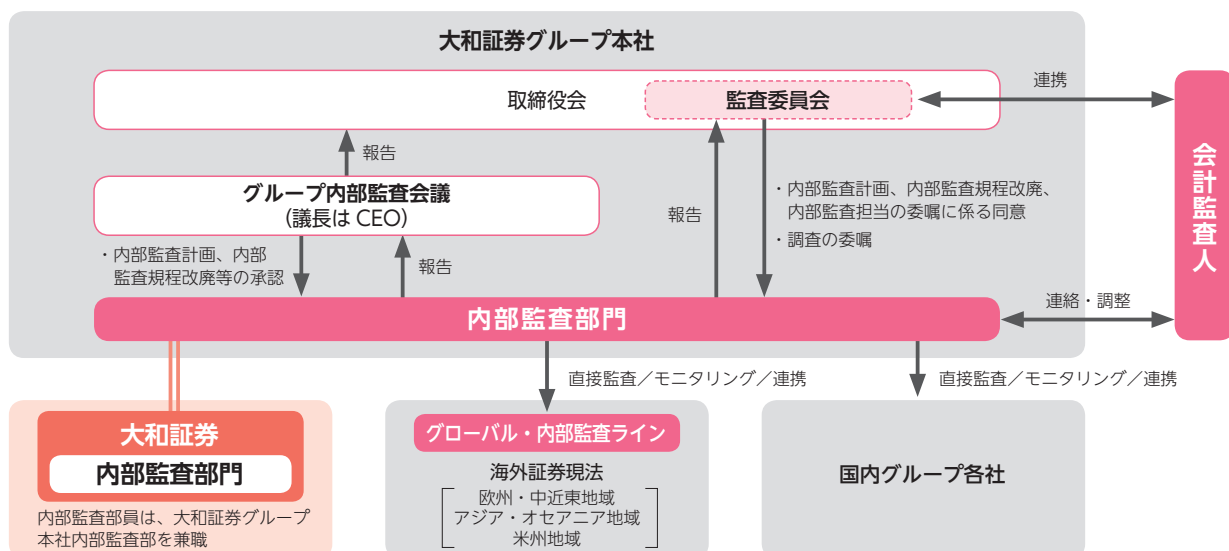 大和証券グループ本社
取締役会
監査委員会
連携
会計監査人
報告
グループ内部監査会議
(議長は CEO)
・内部監査計画、内部
監査規程改廃等の承認
報告
報告
・内部監査計画、内部監査規程改廃、
内部監査担当の委嘱に係る同意
・調査の委嘱
内部監査部門
連絡・調整
直接監査／モニタリング／連携
直接監査／モニタリング／連携
大和証券
内部監査部門
内部監査部員は、大和証券グループ
本社内部監査部を兼職
グローバル・内部監査ライン
海外証券現法
欧州・中近東地域
アジア・オセアニア地域
米州地域
国内グループ各社